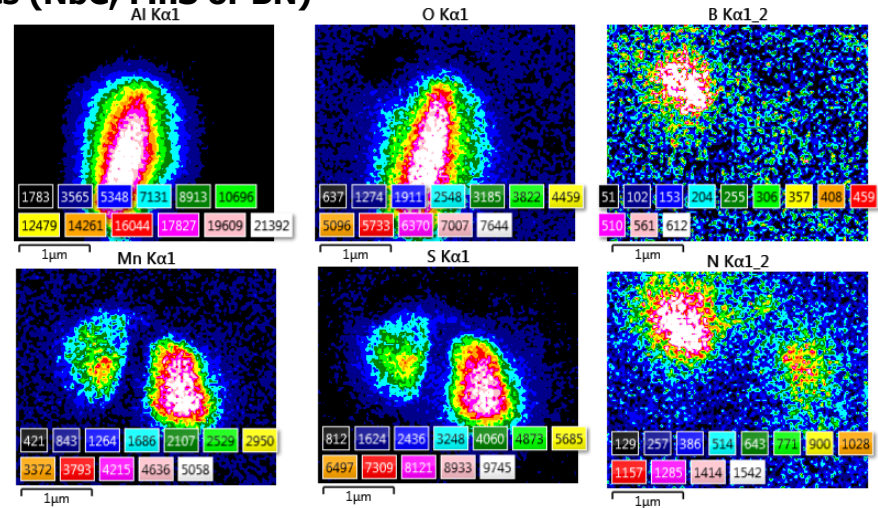 (NbC, MnS or BN)
Al Kα1
O Kα1
B Kα1_2
1783 3565 5348 7131 8913 10696
12479 14261 16044 17827 19609 21392
1µm
637 1274 1911 2548 3185 3822 4459
5096 5733 6370 7007 7644
1µm
51 102 153 204 255 306 357 408 459
510 561 612
1µm
Mn Kα1
S Kα1
N Kα1_2
421 843 1264 1686 2107 2529 2950
3372 3793 4215 4636 5058
1µm
812 1624 2436 3248 4060 4873 5685
6497 7309 8121 8933 9745
1µm
129 257 386 514 643 771 900 1028
1157 1285 1414 1542
1µm